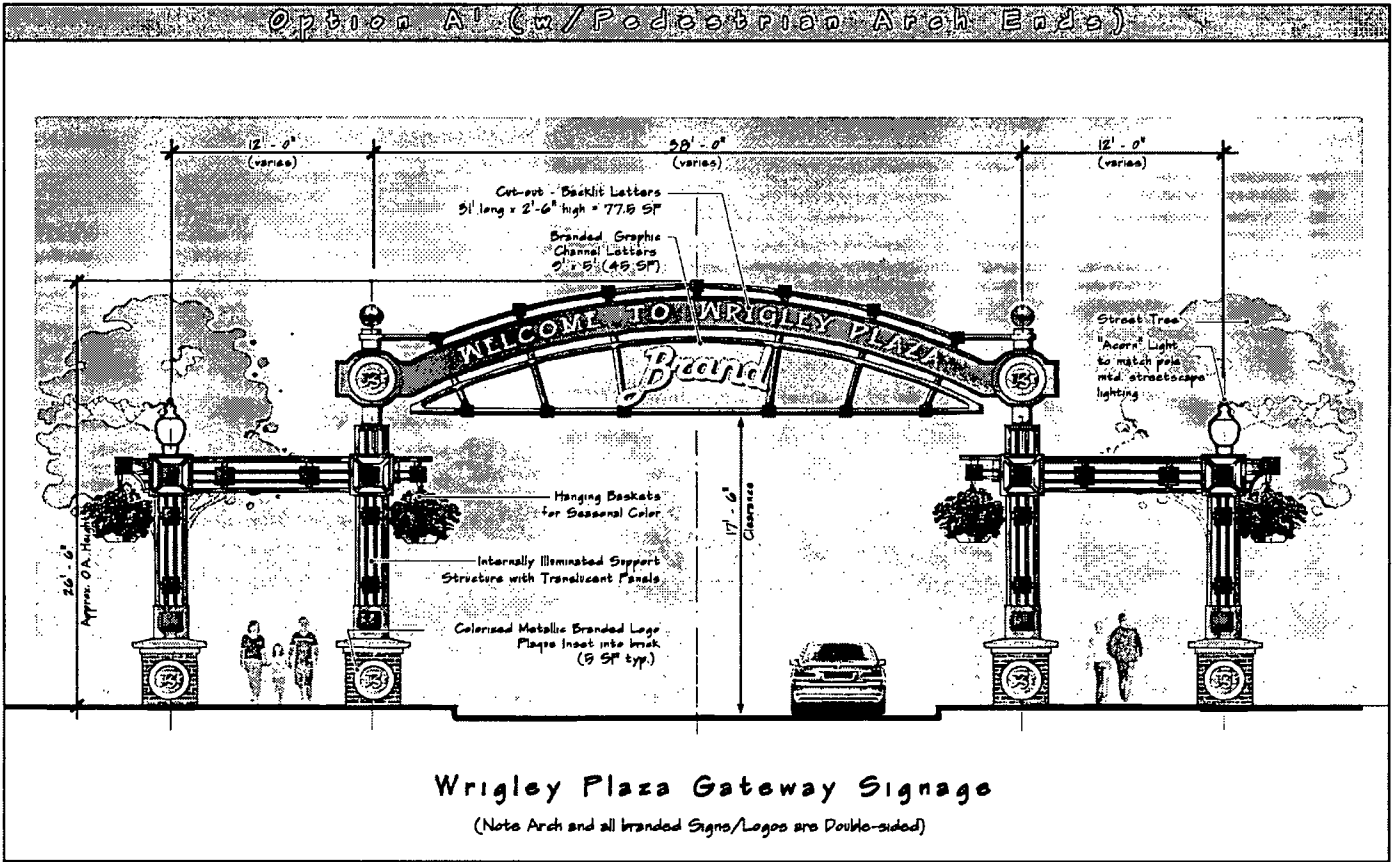 Option A' (w/Pedestrian Arch Ends)
12' - 0"
(varies)
38' - 0"
(varies)
12' - 0"
(varies)
Cut-out - Backlit Letters
31' long x 2'-6" high = 77.5 SF
Branded Graphic
Channel Letters
9' x 5' (45 SF)
WELCOME TO WRIGLEY PLAZA
Brand
Street Tree
"Acorn" Light
to match pole
mtd. streetscape
lighting
B
B
Hanging Baskets
for Seasonal Color
17' - 6"
Clearance
26' - 6"
Approx. O.A. Height
Internally Illuminated Support
Structure with Translucent Panels
Colorized Metallic Branded Logo
Plaque Inset into brick
(5 SF typ.)
B
B
B
B
Wrigley Plaza Gateway Signage
(Note Arch and all branded Signs/Logos are Double-sided)